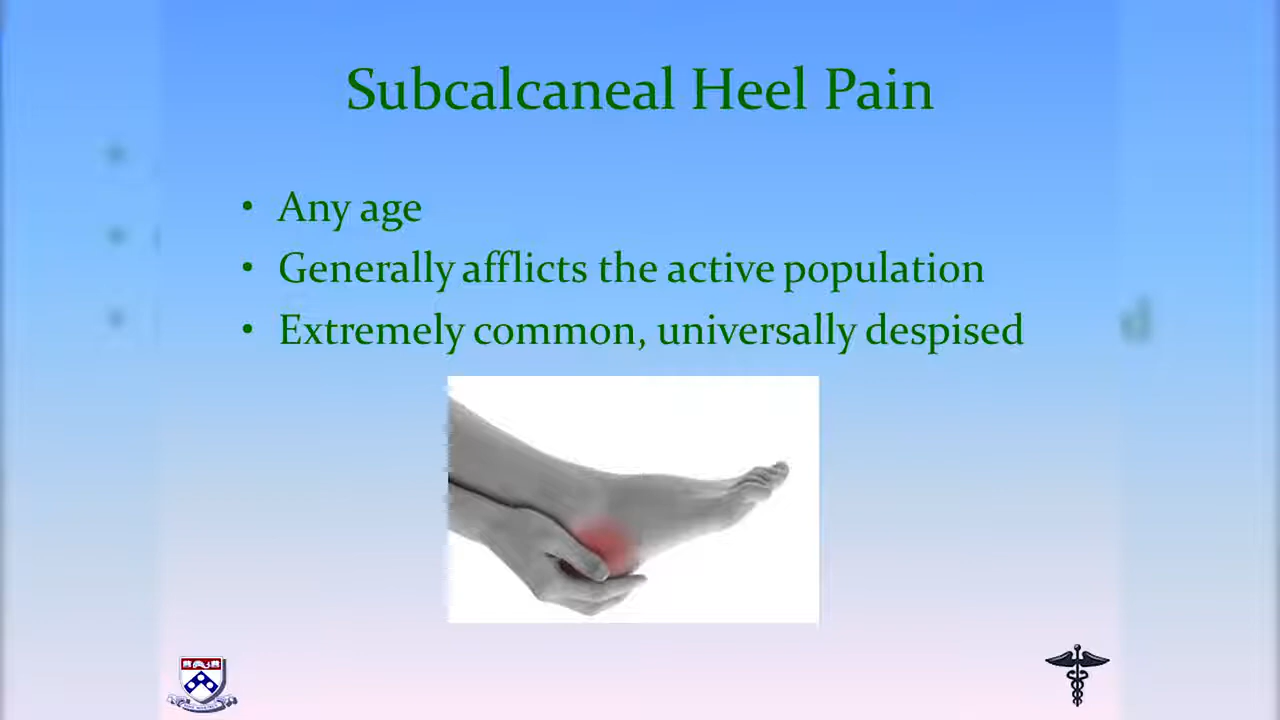 Subcalcaneal Heel Pain
• Any age
• Generally afflicts the active population
• Extremely common, universally despised